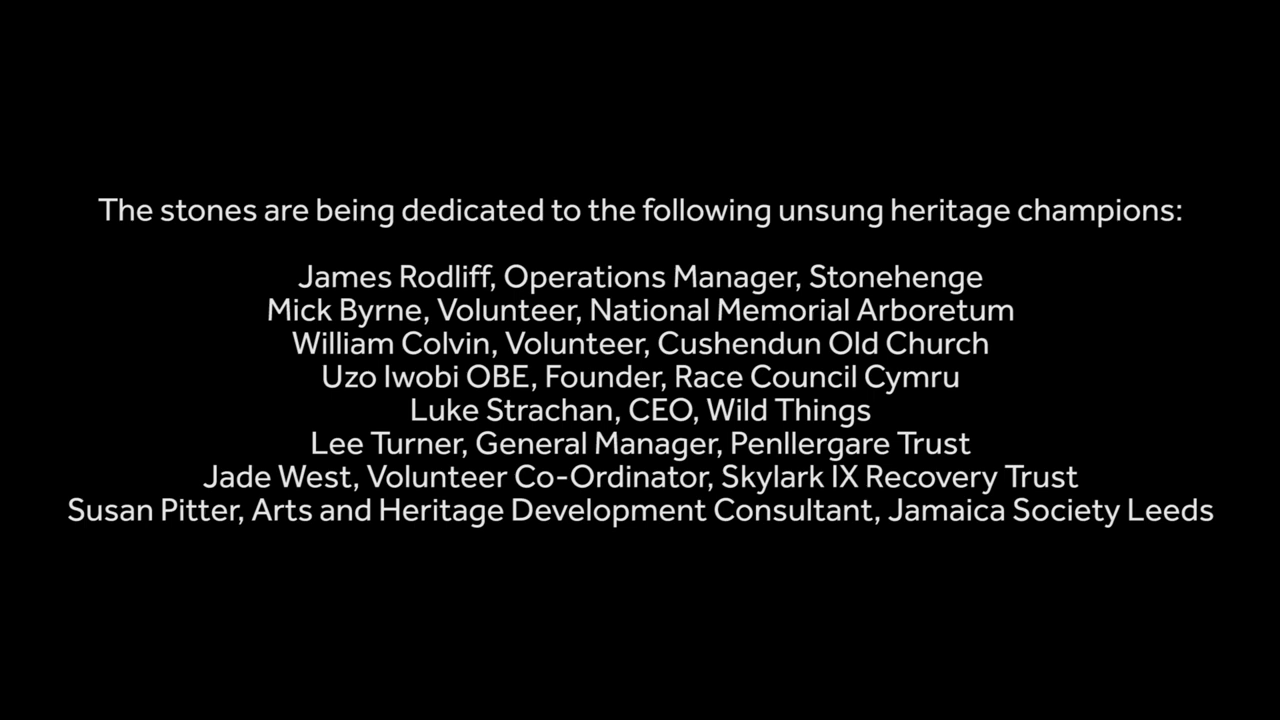 The stones are being dedicated to the following unsung heritage champions:
James Rodliff, Operations Manager, Stonehenge
Mick Byrne, Volunteer, National Memorial Arboretum
William Colvin, Volunteer, Cushendun Old Church
Uzo Iwobi OBE, Founder, Race Council Cymru
Luke Strachan, CEO, Wild Things
Lee Turner, General Manager, Penllergare Trust
Jade West, Volunteer Co-Ordinator, Skylark IX Recovery Trust
Susan Pitter, Arts and Heritage Development Consultant, Jamaica Society Leeds